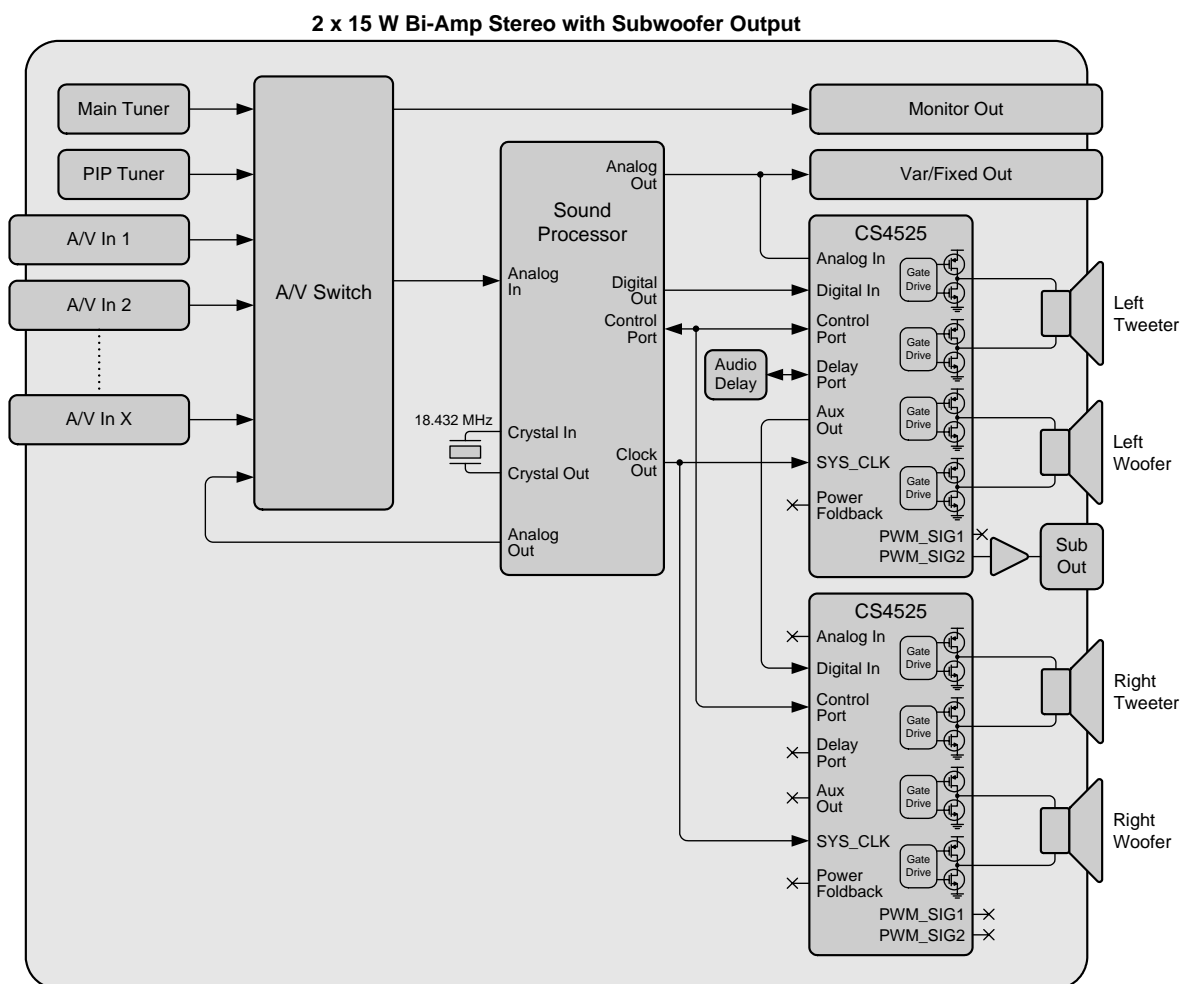 2 x 15 W Bi-Amp Stereo with Subwoofer Output
Main Tuner
PIP Tuner
A/V In 1
A/V In 2
A/V In X
A/V Switch
18.432 MHz
Sound
Processor
Analog
In
Crystal In
Crystal Out
Analog
Out
Analog
Out
Digital
Out
Control
Port
Clock
Out
Monitor Out
Var/Fixed Out
Audio
Delay
CS4525
Analog In
Digital In
Control
Port
Delay
Port
Aux
Out
SYS_CLK
Power
Foldback
PWM_SIG1
PWM_SIG2
Gate
Drive
Gate
Drive
Gate
Drive
Gate
Drive
Left
Tweeter
Left
Woofer
Sub
Out
CS4525
Analog In
Digital In
Control
Port
Delay
Port
Aux
Out
SYS_CLK
Power
Foldback
PWM_SIG1
PWM_SIG2
Gate
Drive
Gate
Drive
Gate
Drive
Gate
Drive
Right
Tweeter
Right
Woofer